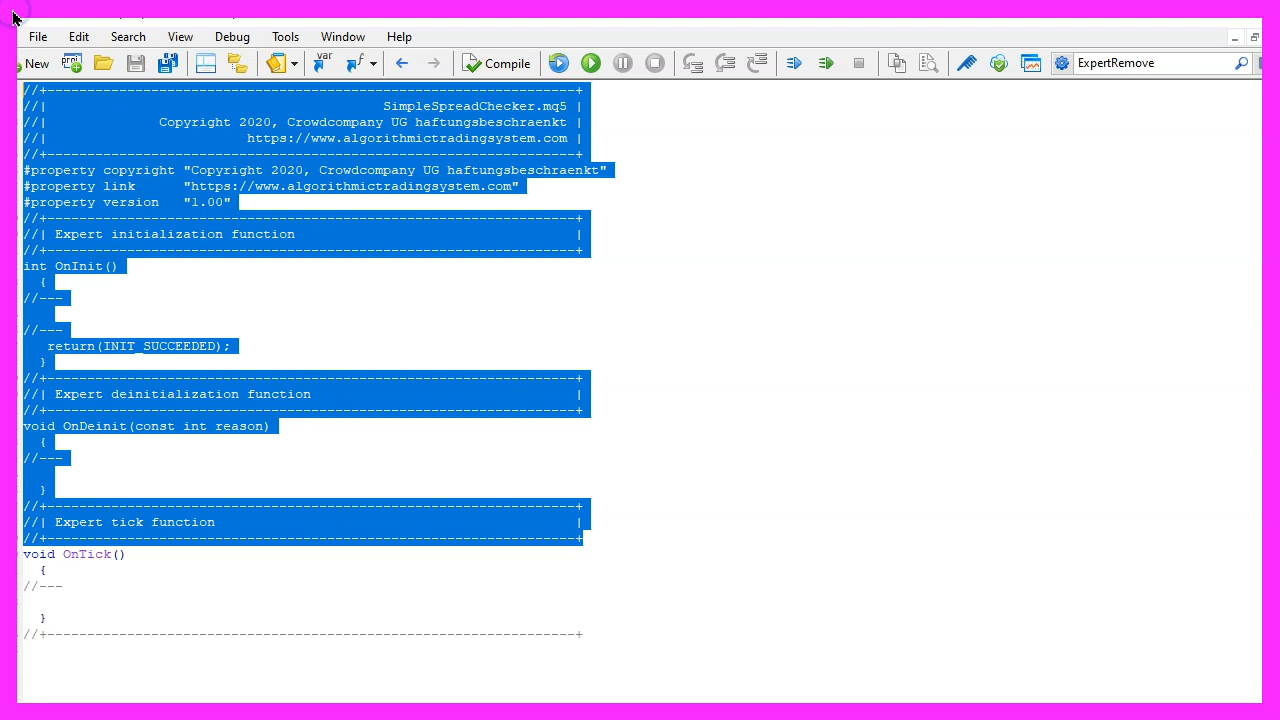 File Edit Search View Debug Tools Window Help
New Compile ExpertRemove
//+------------------------------------------------------------------+
//| SimpleSpreadChecker.mq5 |
//| Copyright 2020, Crowdcompany UG haftungsbeschraenkt |
//| https://www.algorithmictradingsystem.com |
//+------------------------------------------------------------------+
#property copyright "Copyright 2020, Crowdcompany UG haftungsbeschraenkt"
#property link "https://www.algorithmictradingsystem.com"
#property version "1.00"
//+------------------------------------------------------------------+
//| Expert initialization function |
//+------------------------------------------------------------------+
int OnInit()
{
//---
//---
return(INIT_SUCCEEDED);
}
//+------------------------------------------------------------------+
//| Expert deinitialization function |
//+------------------------------------------------------------------+
void OnDeinit(const int reason)
{
//---
}
//+------------------------------------------------------------------+
//| Expert tick function |
//+------------------------------------------------------------------+
void OnTick()
{
//---
}
//+------------------------------------------------------------------+